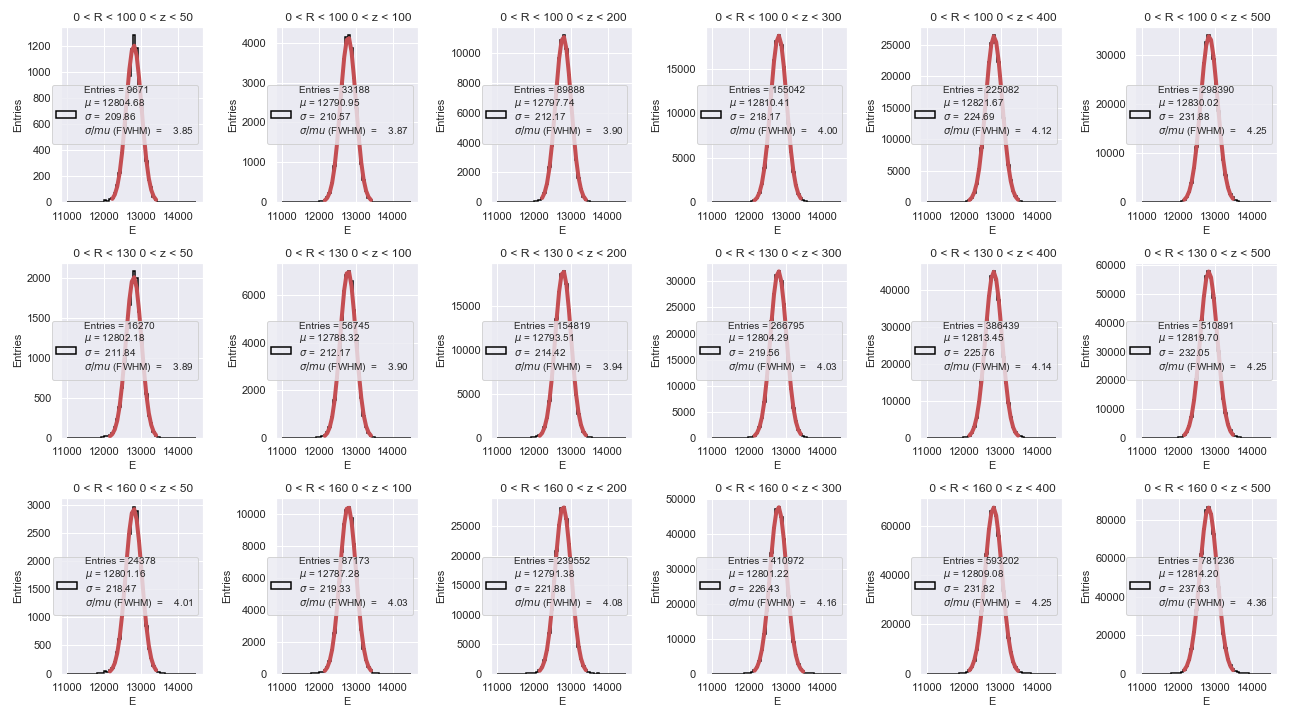 0 < R < 100 0 < z < 50
Entries
1200
1000
800
600
400
200
0
Entries = 9671
μ = 12804.68
σ = 209.86
σ/mu (FWHM) = 3.85
11000 12000 13000 14000
E
0 < R < 100 0 < z < 100
Entries
4000
3000
2000
1000
0
Entries = 33188
μ = 12790.95
σ = 210.57
σ/mu (FWHM) = 3.87
11000 12000 13000 14000
E
0 < R < 100 0 < z < 200
Entries
10000
8000
6000
4000
2000
0
Entries = 89888
μ = 12797.74
σ = 212.17
σ/mu (FWHM) = 3.90
11000 12000 13000 14000
E
0 < R < 100 0 < z < 300
Entries
15000
10000
5000
0
Entries = 155042
μ = 12810.41
σ = 218.17
σ/mu (FWHM) = 4.00
11000 12000 13000 14000
E
0 < R < 100 0 < z < 400
Entries
25000
20000
15000
10000
5000
0
Entries = 225082
μ = 12821.67
σ = 224.69
σ/mu (FWHM) = 4.12
11000 12000 13000 14000
E
0 < R < 100 0 < z < 500
Entries
30000
20000
10000
0
Entries = 298390
μ = 12830.02
σ = 231.88
σ/mu (FWHM) = 4.25
11000 12000 13000 14000
E
0 < R < 130 0 < z < 50
Entries
2000
1500
1000
500
0
Entries = 16270
μ = 12802.18
σ = 211.84
σ/mu (FWHM) = 3.89
11000 12000 13000 14000
E
0 < R < 130 0 < z < 100
Entries
6000
4000
2000
0
Entries = 56745
μ = 12788.32
σ = 212.17
σ/mu (FWHM) = 3.90
11000 12000 13000 14000
E
0 < R < 130 0 < z < 200
Entries
15000
10000
5000
0
Entries = 154819
μ = 12793.51
σ = 214.42
σ/mu (FWHM) = 3.94
11000 12000 13000 14000
E
0 < R < 130 0 < z < 300
Entries
30000
25000
20000
15000
10000
5000
0
Entries = 266795
μ = 12804.29
σ = 219.56
σ/mu (FWHM) = 4.03
11000 12000 13000 14000
E
0 < R < 130 0 < z < 400
Entries
40000
30000
20000
10000
0
Entries = 386439
μ = 12813.45
σ = 225.76
σ/mu (FWHM) = 4.14
11000 12000 13000 14000
E
0 < R < 130 0 < z < 500
Entries
60000
50000
40000
30000
20000
10000
0
Entries = 510891
μ = 12819.70
σ = 232.05
σ/mu (FWHM) = 4.25
11000 12000 13000 14000
E
0 < R < 160 0 < z < 50
Entries
3000
2500
2000
1500
1000
500
0
Entries = 24378
μ = 12801.16
σ = 218.47
σ/mu (FWHM) = 4.01
11000 12000 13000 14000
E
0 < R < 160 0 < z < 100
Entries
10000
8000
6000
4000
2000
0
Entries = 87173
μ = 12787.28
σ = 219.33
σ/mu (FWHM) = 4.03
11000 12000 13000 14000
E
0 < R < 160 0 < z < 200
Entries
25000
20000
15000
10000
5000
0
Entries = 239552
μ = 12791.38
σ = 221.88
σ/mu (FWHM) = 4.08
11000 12000 13000 14000
E
0 < R < 160 0 < z < 300
Entries
50000
40000
30000
20000
10000
0
Entries = 410972
μ = 12801.22
σ = 226.43
σ/mu (FWHM) = 4.16
11000 12000 13000 14000
E
0 < R < 160 0 < z < 400
Entries
60000
40000
20000
0
Entries = 593202
μ = 12809.08
σ = 231.82
σ/mu (FWHM) = 4.25
11000 12000 13000 14000
E
0 < R < 160 0 < z < 500
Entries
80000
60000
40000
20000
0
Entries = 781236
μ = 12814.20
σ = 237.63
σ/mu (FWHM) = 4.36
11000 12000 13000 14000
E